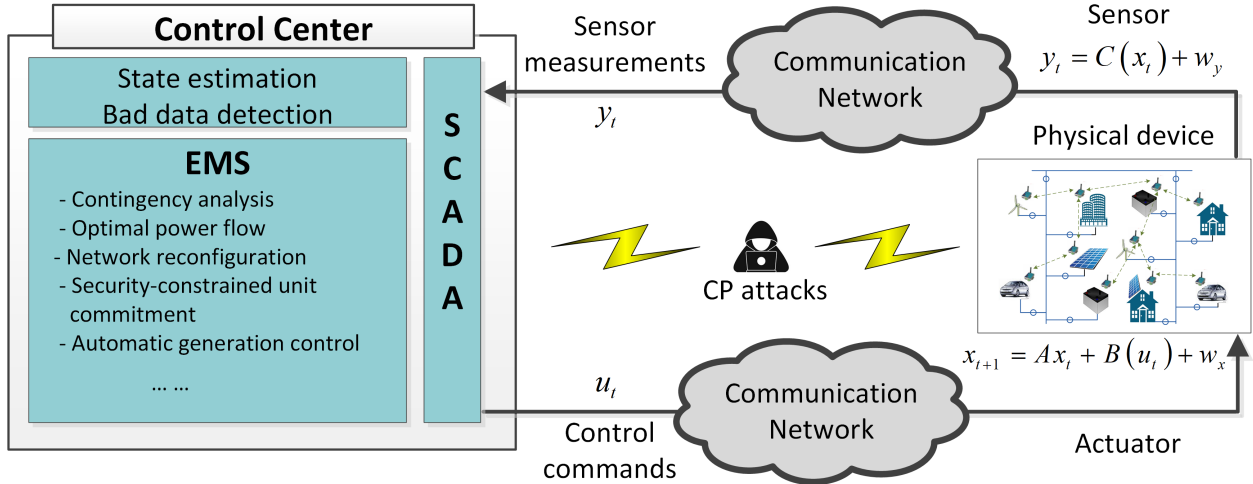 Control Center
State estimation
Bad data detection
EMS
- Contingency analysis
- Optimal power flow
- Network reconfiguration
- Security-constrained unit
commitment
- Automatic generation control
... ...
S
C
A
D
A
Sensor
measurements
y_t
Communication
Network
Sensor
y_t = C(x_t) + w_y
Physical device
CP attacks
x_{t+1} = Ax_t + B(u_t) + w_x
u_t
Control
commands
Communication
Network
Actuator